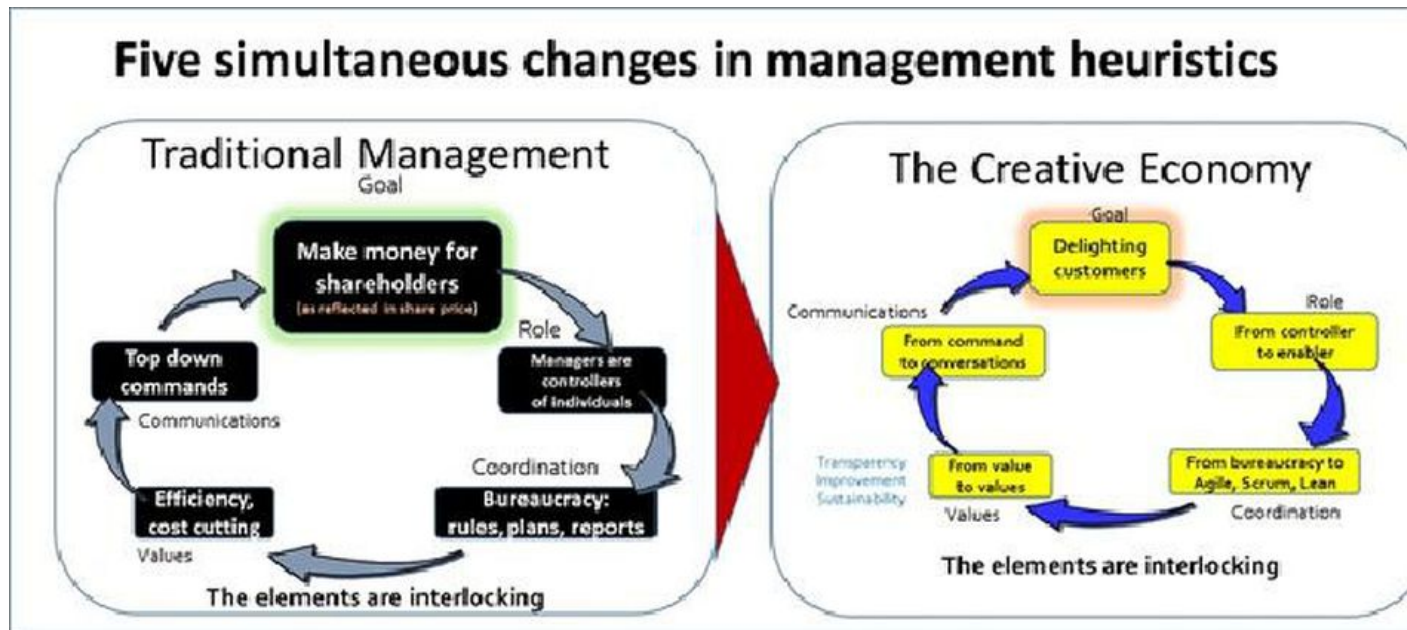 Five simultaneous changes in management heuristics
Traditional Management
Goal
Make money for
shareholders
(as reflected in share price)
Role
Managers are
controllers
of individuals
Coordination
Bureaucracy:
rules, plans, reports
Efficiency,
cost cutting
Values
Top down
commands
Communications
The elements are interlocking
The Creative Economy
Goal
Delighting
customers
Role
From controller
to enabler
From bureaucracy to
Agile, Scrum, Lean
Coordination
From value
to values
Values
Transparency
Improvement
Sustainability
Communications
From command
to conversations
The elements are interlocking